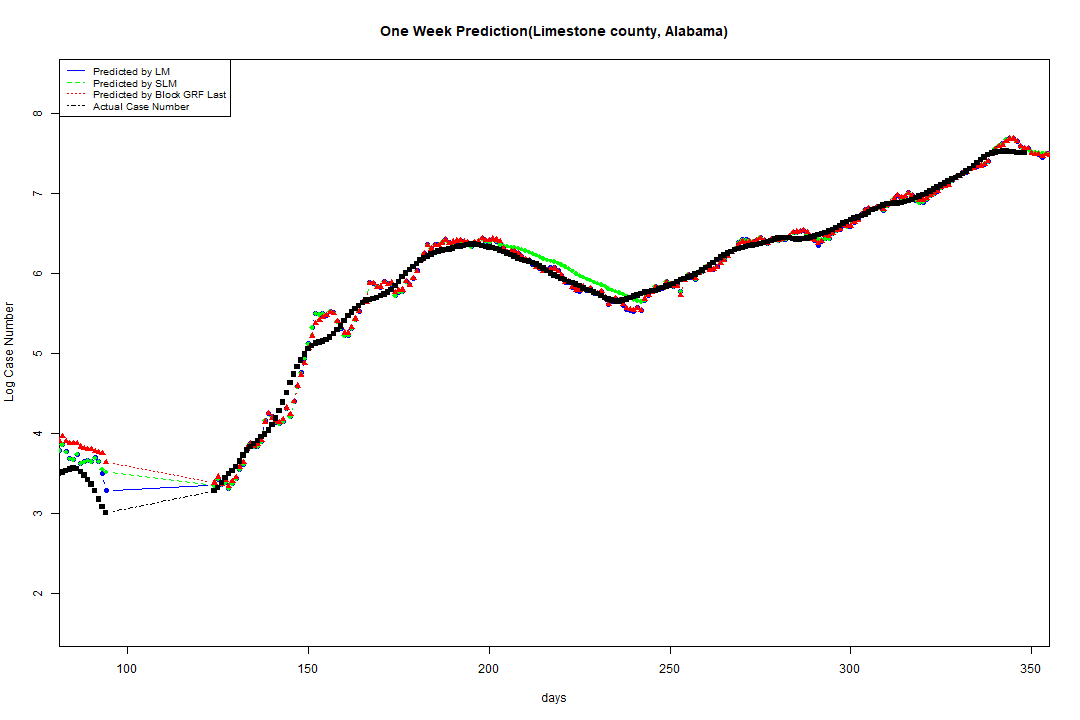 One Week Prediction(Limestone county, Alabama)
Predicted by LM
Predicted by SLM
Predicted by Block GRF Last
Actual Case Number
8
7
6
5
4
3
2
Log Case Number
100 150 200 250 300 350
days